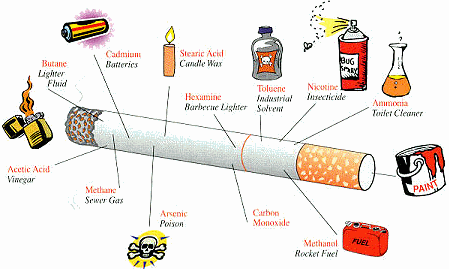 Cadmium
Batteries
Stearic Acid
Candle Wax
Butane
Lighter
Fluid
Hexamine
Barbecue Lighter
Toluene
Industrial
Solvent
Nicotine
Insecticide
BUG
SPRAY
Ammonia
Toilet Cleaner
Acetic Acid
Vinegar
Methane
Sewer Gas
Arsenic
Poison
Carbon
Monoxide
Methanol
Rocket Fuel
FUEL
PAINT